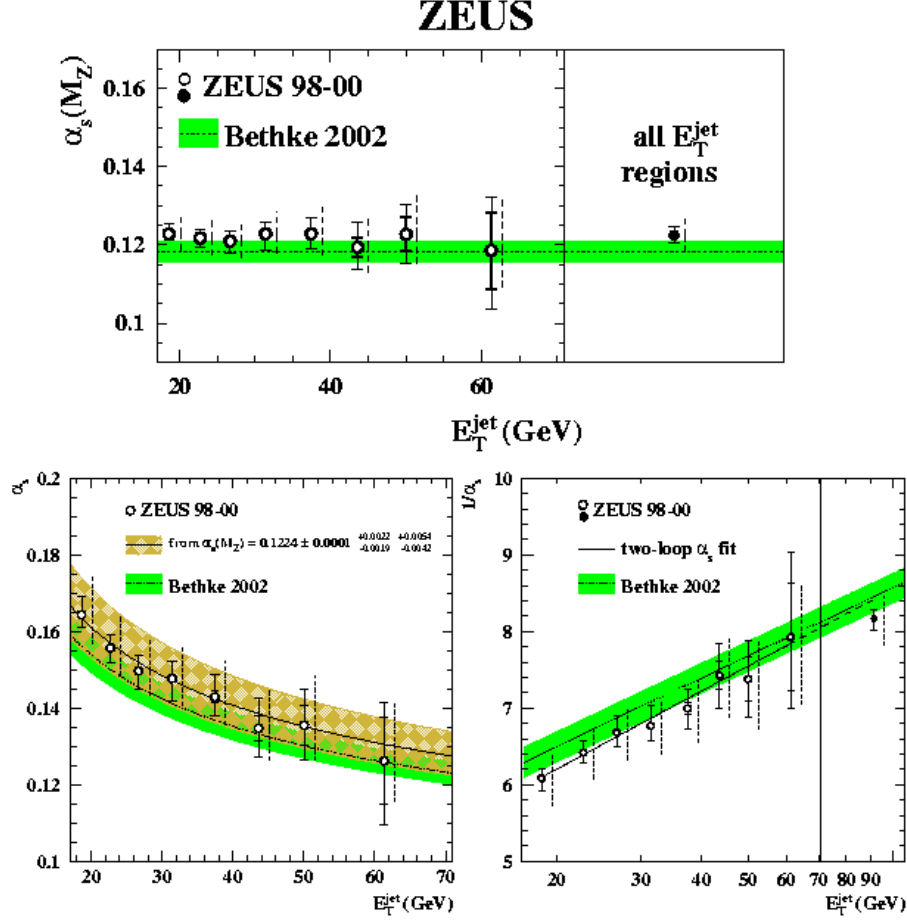 ZEUS
α_s(M_Z)
0.16
0.14
0.12
0.1
ZEUS 98-00
Bethke 2002
all E_T^jet
regions
20 40 60
E_T^jet (GeV)
α_s
0.2
0.18
0.16
0.14
0.12
0.1
ZEUS 98-00
from α_s(M_Z) = 0.1224 ± 0.0001 +0.0022 -0.0019 +0.0054 -0.0042
Bethke 2002
20 30 40 50 60 70
E_T^jet (GeV)
1/α_s
10
9
8
7
6
5
ZEUS 98-00
two-loop α_s fit
Bethke 2002
20 30 40 50 60 70 80 90
E_T^jet (GeV)